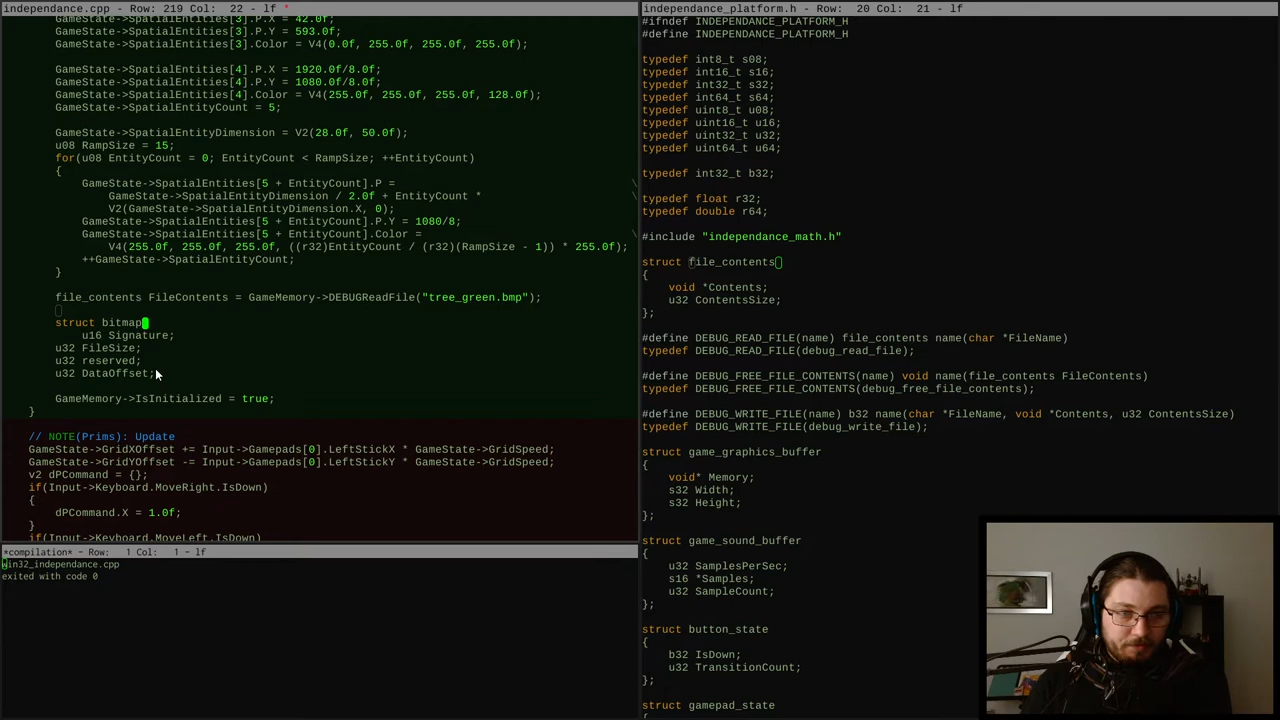 independance.cpp - Row: 219 Col: 22 - lf *
GameState->SpatialEntities[3].P.X = 42.0f;
GameState->SpatialEntities[3].P.Y = 593.0f;
GameState->SpatialEntities[3].Color = V4(0.0f, 255.0f, 255.0f, 255.0f);
GameState->SpatialEntities[4].P.X = 1920.0f/8.0f;
GameState->SpatialEntities[4].P.Y = 1080.0f/8.0f;
GameState->SpatialEntities[4].Color = V4(255.0f, 255.0f, 255.0f, 128.0f);
GameState->SpatialEntityCount = 5;
GameState->SpatialEntityDimension = V2(28.0f, 50.0f);
u08 RampSize = 15;
for(u08 EntityCount = 0; EntityCount < RampSize; ++EntityCount)
{
GameState->SpatialEntities[5 + EntityCount].P = \
GameState->SpatialEntityDimension / 2.0f + EntityCount * \
V2(GameState->SpatialEntityDimension.X, 0);
GameState->SpatialEntities[5 + EntityCount].P.Y = 1080/8;
GameState->SpatialEntities[5 + EntityCount].Color = \
V4(255.0f, 255.0f, 255.0f, ((r32)EntityCount / (r32)(RampSize - 1)) * 255.0f);
++GameState->SpatialEntityCount;
}
file_contents FileContents = GameMemory->DEBUGReadFile("tree_green.bmp");
struct bitmap
u16 Signature;
u32 FileSize;
u32 reserved;
u32 DataOffset;
GameMemory->IsInitialized = true;
}
// NOTE(Prims): Update
GameState->GridXOffset += Input->Gamepads[0].LeftStickX * GameState->GridSpeed;
GameState->GridYOffset -= Input->Gamepads[0].LeftStickY * GameState->GridSpeed;
v2 dPCommand = {};
if(Input->Keyboard.MoveRight.IsDown)
{
dPCommand.X = 1.0f;
}
if(Input->Keyboard.MoveLeft.IsDown)
*compilation* - Row: 1 Col: 1 - lf
win32_independance.cpp
exited with code 0
independance_platform.h - Row: 20 Col: 21 - lf
#ifndef INDEPENDANCE_PLATFORM_H
#define INDEPENDANCE_PLATFORM_H
typedef int8_t s08;
typedef int16_t s16;
typedef int32_t s32;
typedef int64_t s64;
typedef uint8_t u08;
typedef uint16_t u16;
typedef uint32_t u32;
typedef uint64_t u64;
typedef int32_t b32;
typedef float r32;
typedef double r64;
#include "independance_math.h"
struct file_contents
{
void *Contents;
u32 ContentsSize;
};
#define DEBUG_READ_FILE(name) file_contents name(char *FileName)
typedef DEBUG_READ_FILE(debug_read_file);
#define DEBUG_FREE_FILE_CONTENTS(name) void name(file_contents FileContents)
typedef DEBUG_FREE_FILE_CONTENTS(debug_free_file_contents);
#define DEBUG_WRITE_FILE(name) b32 name(char *FileName, void *Contents, u32 ContentsSize)
typedef DEBUG_WRITE_FILE(debug_write_file);
struct game_graphics_buffer
{
void* Memory;
s32 Width;
s32 Height;
};
struct game_sound_buffer
{
u32 SamplesPerSec;
s16 *Samples;
u32 SampleCount;
};
struct button_state
{
b32 IsDown;
u32 TransitionCount;
};
struct gamepad_state
{